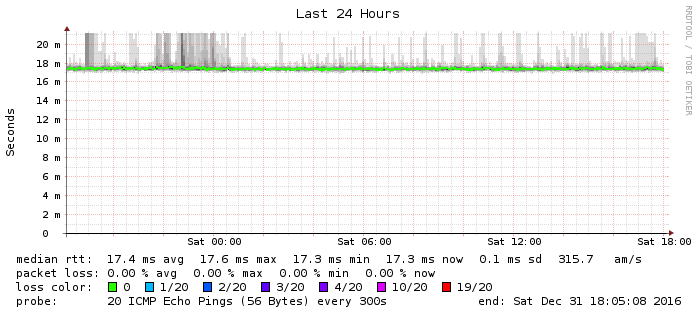 Last 24 Hours
RRDTOOL / TOBI OETIKER
Seconds
20 m
18 m
16 m
14 m
12 m
10 m
8 m
6 m
4 m
2 m
0
Sat 00:00 Sat 06:00 Sat 12:00 Sat 18:00
median rtt: 17.4 ms avg 17.6 ms max 17.3 ms min 17.3 ms now 0.1 ms sd 315.7 am/s
packet loss: 0.00 % avg 0.00 % max 0.00 % min 0.00 % now
loss color: 0 1/20 2/20 3/20 4/20 10/20 19/20
probe: 20 ICMP Echo Pings (56 Bytes) every 300s end: Sat Dec 31 18:05:08 2016